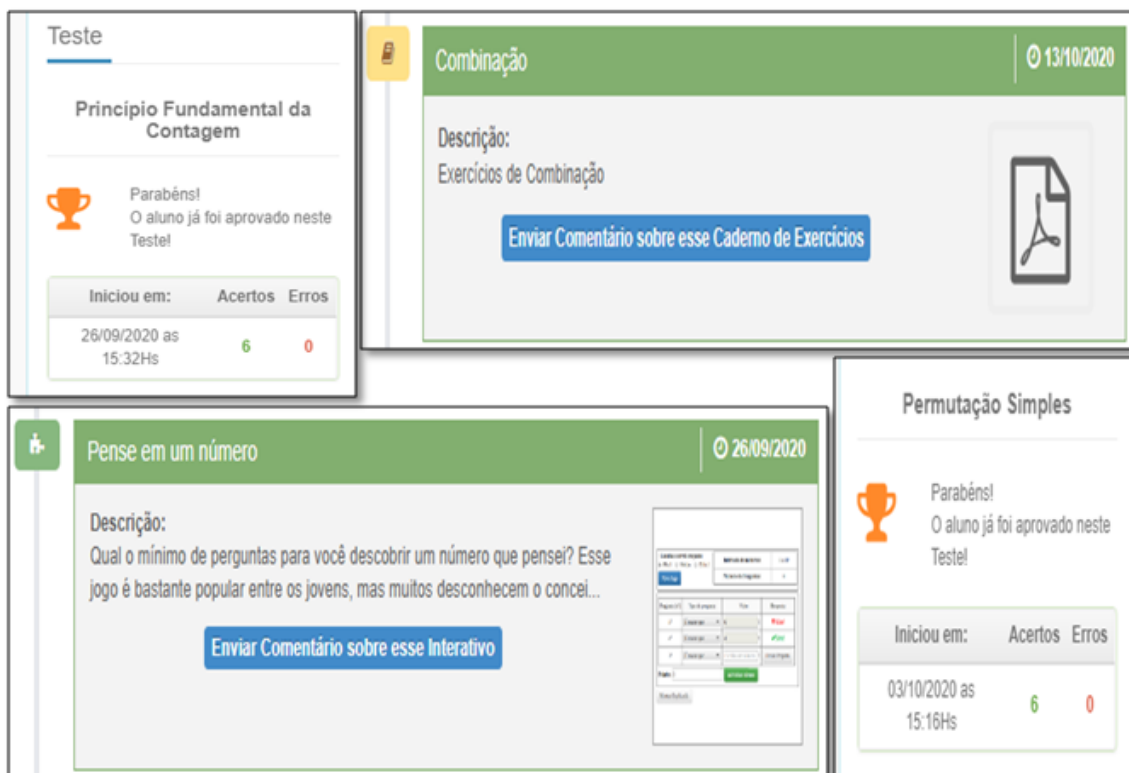 Teste
Princípio Fundamental da
Contagem
Parabéns!
O aluno já foi aprovado neste
Teste!
Iniciou em: Acertos Erros
26/09/2020 as
15:32Hs
6 0
Combinação 13/10/2020
Descrição:
Exercícios de Combinação
Enviar Comentário sobre esse Caderno de Exercícios
Pense em um número 26/09/2020
Descrição:
Qual o mínimo de perguntas para você descobrir um número que pensei? Esse
jogo é bastante popular entre os jovens, mas muitos desconhecem o concei...
Enviar Comentário sobre esse Interativo
Permutação Simples
Parabéns!
O aluno já foi aprovado neste
Teste!
Iniciou em: Acertos Erros
03/10/2020 as
15:16Hs
6 0